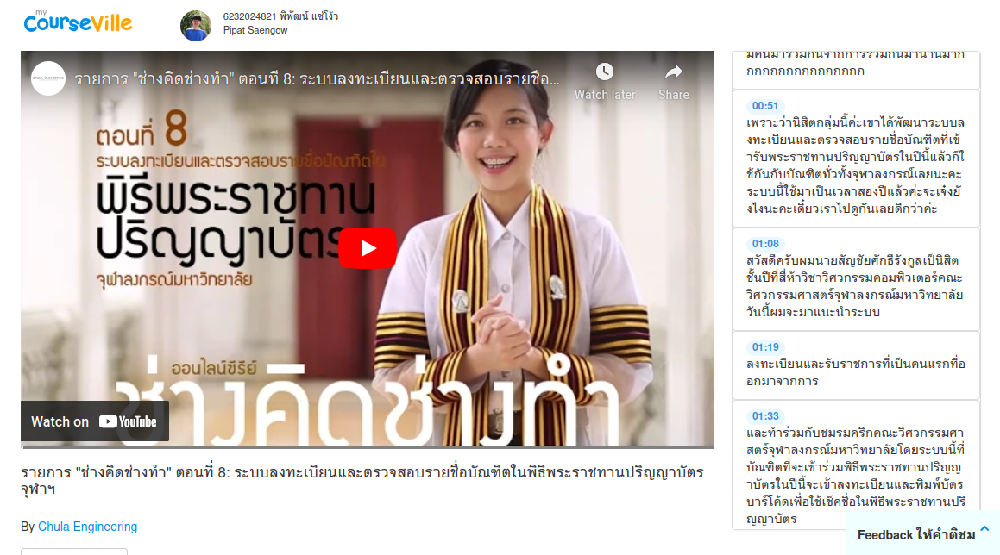 my
CourseVille
6232024821 พิพัฒน์ แซ่โง้ว
Pipat Saengow
CHULA ENGINEERING
รายการ "ช่างคิดช่างทำ" ตอนที่ 8: ระบบลงทะเบียนและตรวจสอบรายชื่อ...
Watch later
Share
ตอนที่ 8
ระบบลงทะเบียนและตรวจสอบรายชื่อบัณฑิตใน
พิธีพระราชทาน
ปริญญาบัตร
จุฬาลงกรณ์มหาวิทยาลัย
ออนไลน์ซีรีย์
ช่างคิดช่างทำ
Watch on YouTube
รายการ "ช่างคิดช่างทำ" ตอนที่ 8: ระบบลงทะเบียนและตรวจสอบรายชื่อบัณฑิตในพิธีพระราชทานปริญญาบัตร
จุฬาฯ
By Chula Engineering
มคนมารวมกันจากการรวมกันมานานมาก
กกกกกกกกกกกกกก
00:51
เพราะว่านิสิตกลุ่มนี้ค่ะเขาได้พัฒนาระบบล
งทะเบียนและตรวจสอบรายชื่อบัณฑิตที่เข้
ารับพระราชทานปริญญาบัตรในปีนี้แล้วก็ใ
ช้กันกับบัณฑิตทั่วทั้งจุฬาลงกรณ์เลยนะคะ
ระบบนี้ใช้มาเป็นเวลาสองปีแล้วค่ะจะเจ๋งยั
งไงนะคะเดี๋ยวเราไปดูกันเลยดีกว่าค่ะ
01:08
สวัสดีครับผมนายสัญชัยศักธิรังกูลเป็นิสิต
ชั้นปีที่สี่ห้าวิชาวิศวกรรมคอมพิวเตอร์คณะ
วิศวกรรมศาสตร์จุฬาลงกรณ์มหาวิทยาลัย
วันนี้ผมจะมาแนะนำระบบ
01:19
ลงทะเบียนและรับราชการที่เป็นคนแรกที่อ
อกมาจากการ
01:33
และทำร่วมกับชมรมคริกคณะวิศวกรรมศา
สตร์จุฬาลงกรณ์มหาวิทยาลัยโดยระบบนี้ที่
บัณฑิตที่จะเข้าร่วมพิธีพระราชทานปริญญ
าบัตรในปีนี้จะเข้าลงทะเบียนและพิมพ์บัตร
บาร์โค้ดเพื่อใช้เช็คชื่อในพิธีพระราชทานปริ
ญญาบัตร
Feedback ให้คำติชม